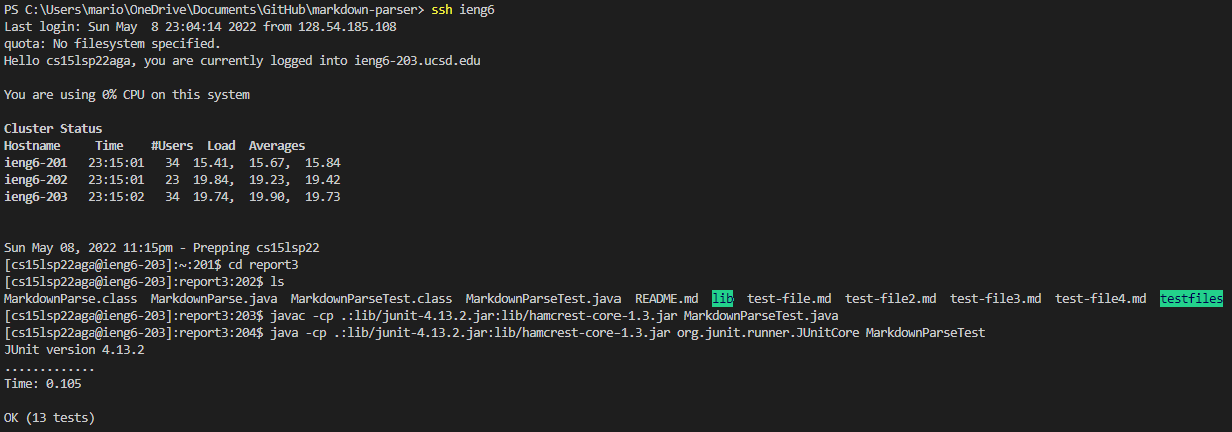 PS C:\Users\mario\OneDrive\Documents\GitHub\markdown-parser> ssh ieng6
Last login: Sun May  8 23:04:14 2022 from 128.54.185.108
quota: No filesystem specified.
Hello cs15lsp22aga, you are currently logged into ieng6-203.ucsd.edu
You are using 0% CPU on this system
Cluster Status
Hostname     Time    #Users  Load  Averages
ieng6-201   23:15:01   34  15.41,  15.67,  15.84
ieng6-202   23:15:01   23  19.84,  19.23,  19.42
ieng6-203   23:15:02   34  19.74,  19.90,  19.73
Sun May 08, 2022 11:15pm - Prepping cs15lsp22
[cs15lsp22aga@ieng6-203]:~:201$ cd report3
[cs15lsp22aga@ieng6-203]:report3:202$ ls
MarkdownParse.class  MarkdownParse.java  MarkdownParseTest.class  MarkdownParseTest.java  README.md  lib  test-file.md  test-file2.md  test-file3.md  test-file4.md  testfiles
[cs15lsp22aga@ieng6-203]:report3:203$ javac -cp .:lib/junit-4.13.2.jar:lib/hamcrest-core-1.3.jar MarkdownParseTest.java
[cs15lsp22aga@ieng6-203]:report3:204$ java -cp .:lib/junit-4.13.2.jar:lib/hamcrest-core-1.3.jar org.junit.runner.JUnitCore MarkdownParseTest
JUnit version 4.13.2
.............
Time: 0.105
OK (13 tests)